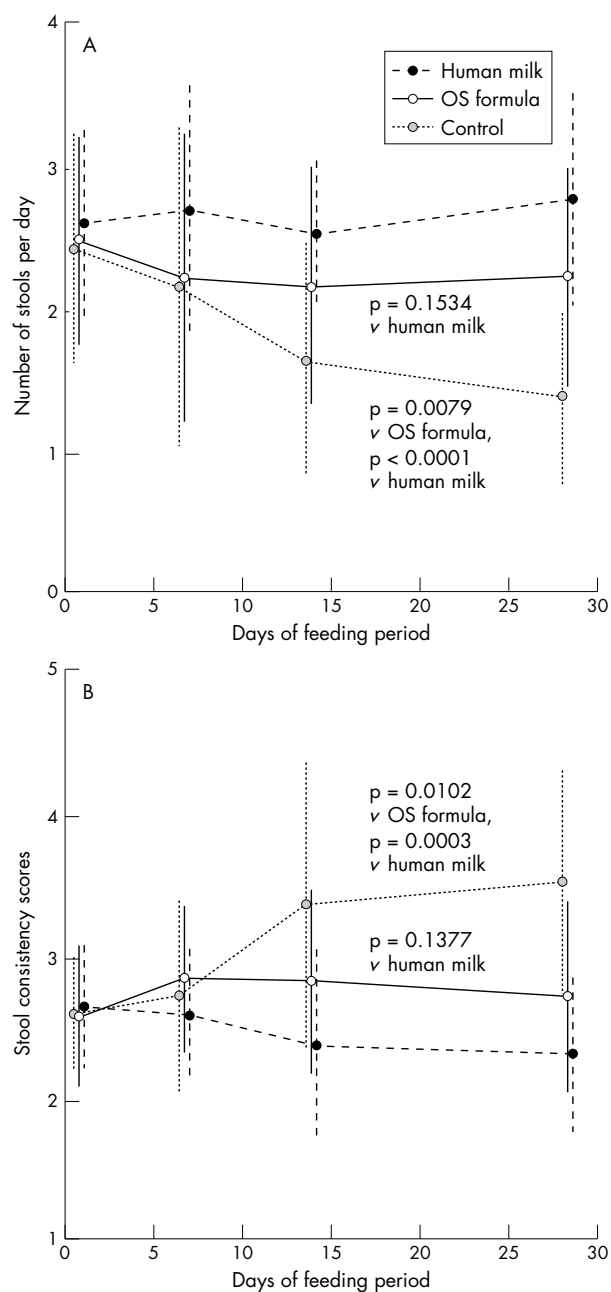 A
Human milk
OS formula
Control
4
3
2
1
0
Number of stools per day
p = 0.1534
v human milk
p = 0.0079
v OS formula,
p < 0.0001
v human milk
0 5 10 15 20 25 30
Days of feeding period
B
5
4
3
2
1
Stool consistency scores
p = 0.0102
v OS formula,
p = 0.0003
v human milk
p = 0.1377
v human milk
0 5 10 15 20 25 30
Days of feeding period